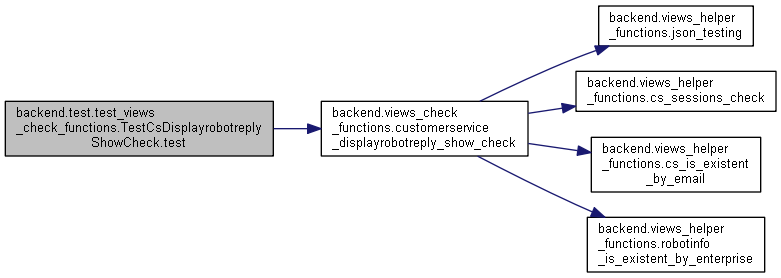 backend.test.test_views
_check_functions.TestCsDisplayrobotreply
ShowCheck.test
backend.views_check
_functions.customerservice
_displayrobotreply_show_check
backend.views_helper
_functions.json_testing
backend.views_helper
_functions.cs_sessions_check
backend.views_helper
_functions.cs_is_existent
_by_email
backend.views_helper
_functions.robotinfo
_is_existent_by_enterprise